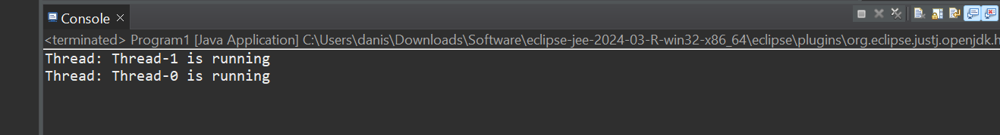 Console
<terminated> Program1 [Java Application] C:\Users\danis\Downloads\Software\eclipse-jee-2024-03-R-win32-x86_64\eclipse\plugins\org.eclipse.justj.openjdk.h
Thread: Thread-1 is running
Thread: Thread-0 is running